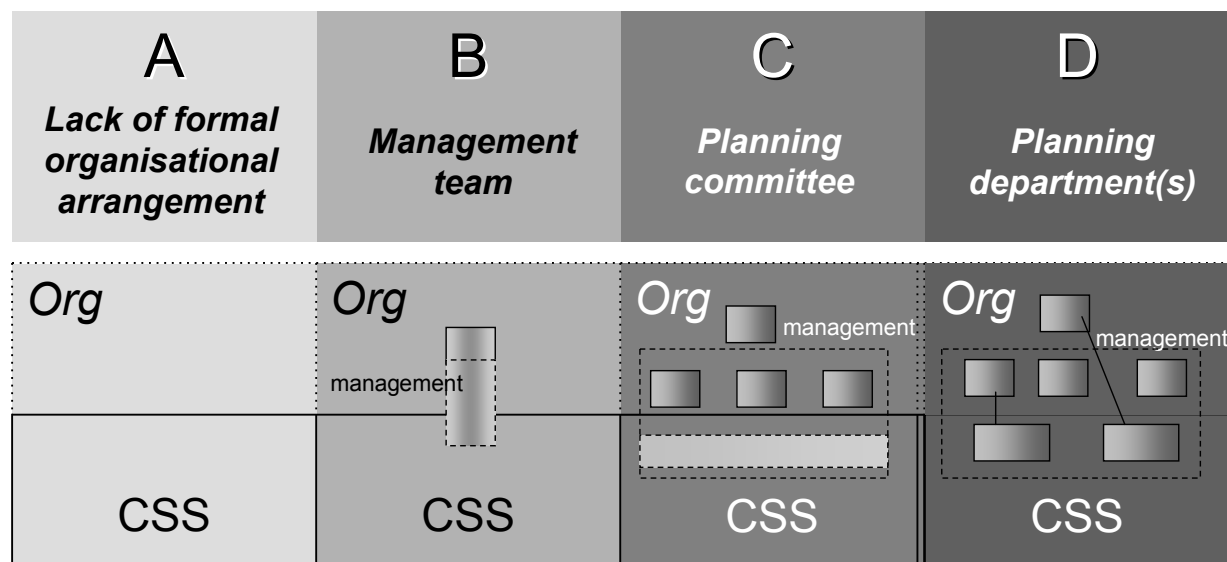 A
Lack of formal
organisational
arrangement
B
Management
team
C
Planning
committee
D
Planning
department(s)
Org
management
CSS
Org
CSS
Org
management
CSS
Org
management
CSS